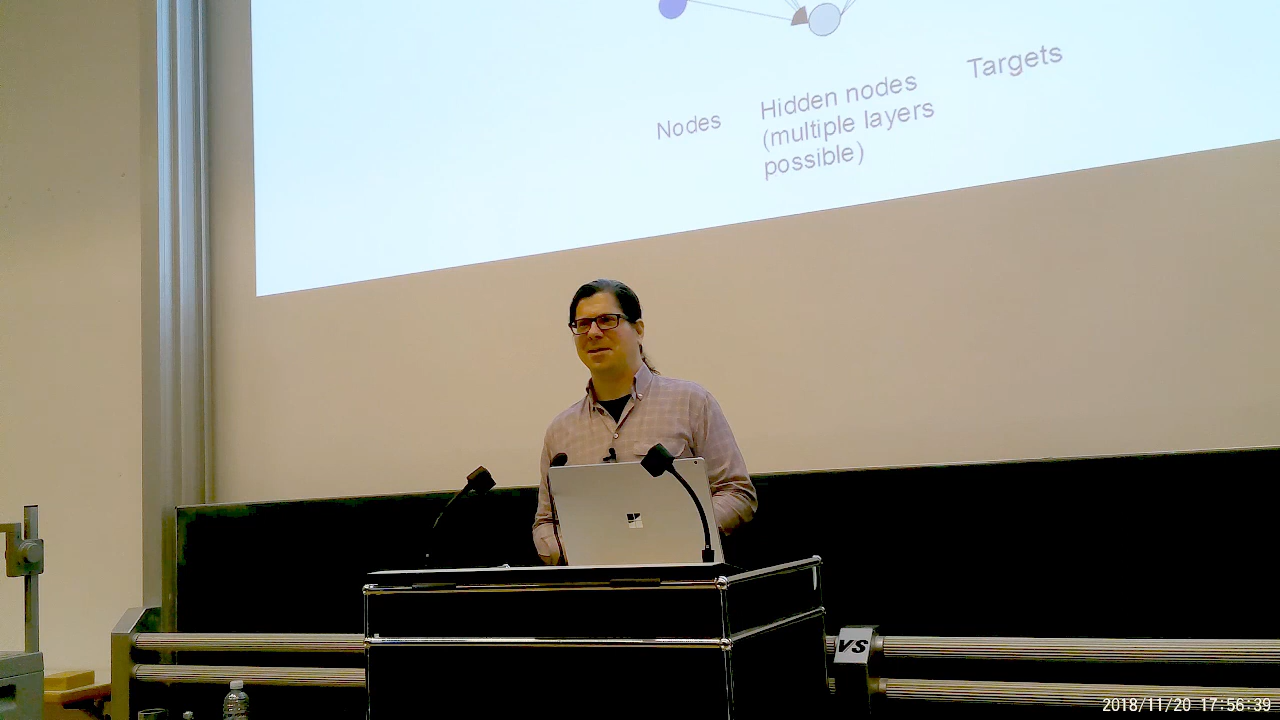 Targets
Nodes
Hidden nodes
(multiple layers
possible)
VS
2018/11/20 17:56:39